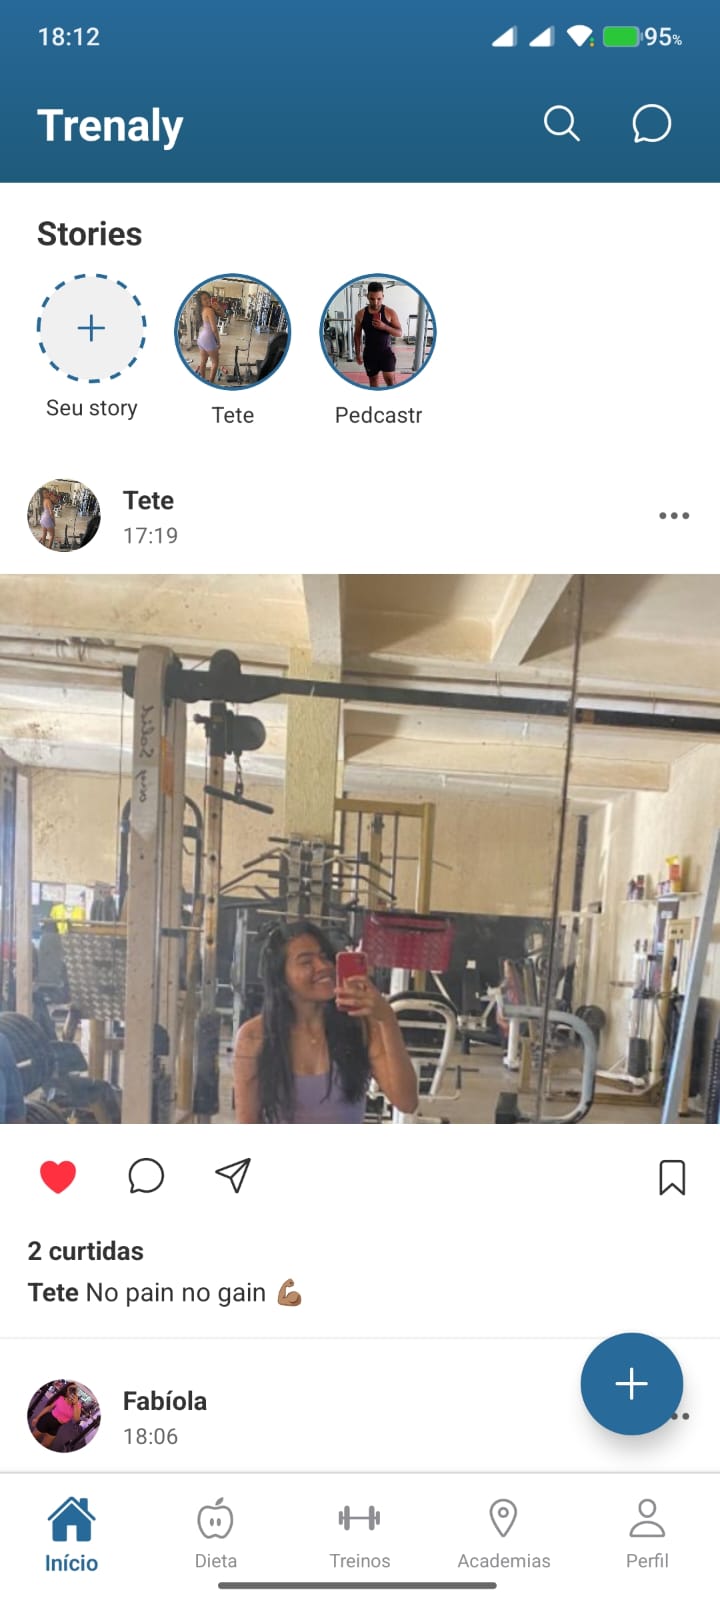 18:12
95%
Trenaly
Stories
Seu story
Tete
Pedcastr
Tete
17:19
2 curtidas
Tete No pain no gain 💪🏽
Fabíola
18:06
Início
Dieta
Treinos
Academias
Perfil